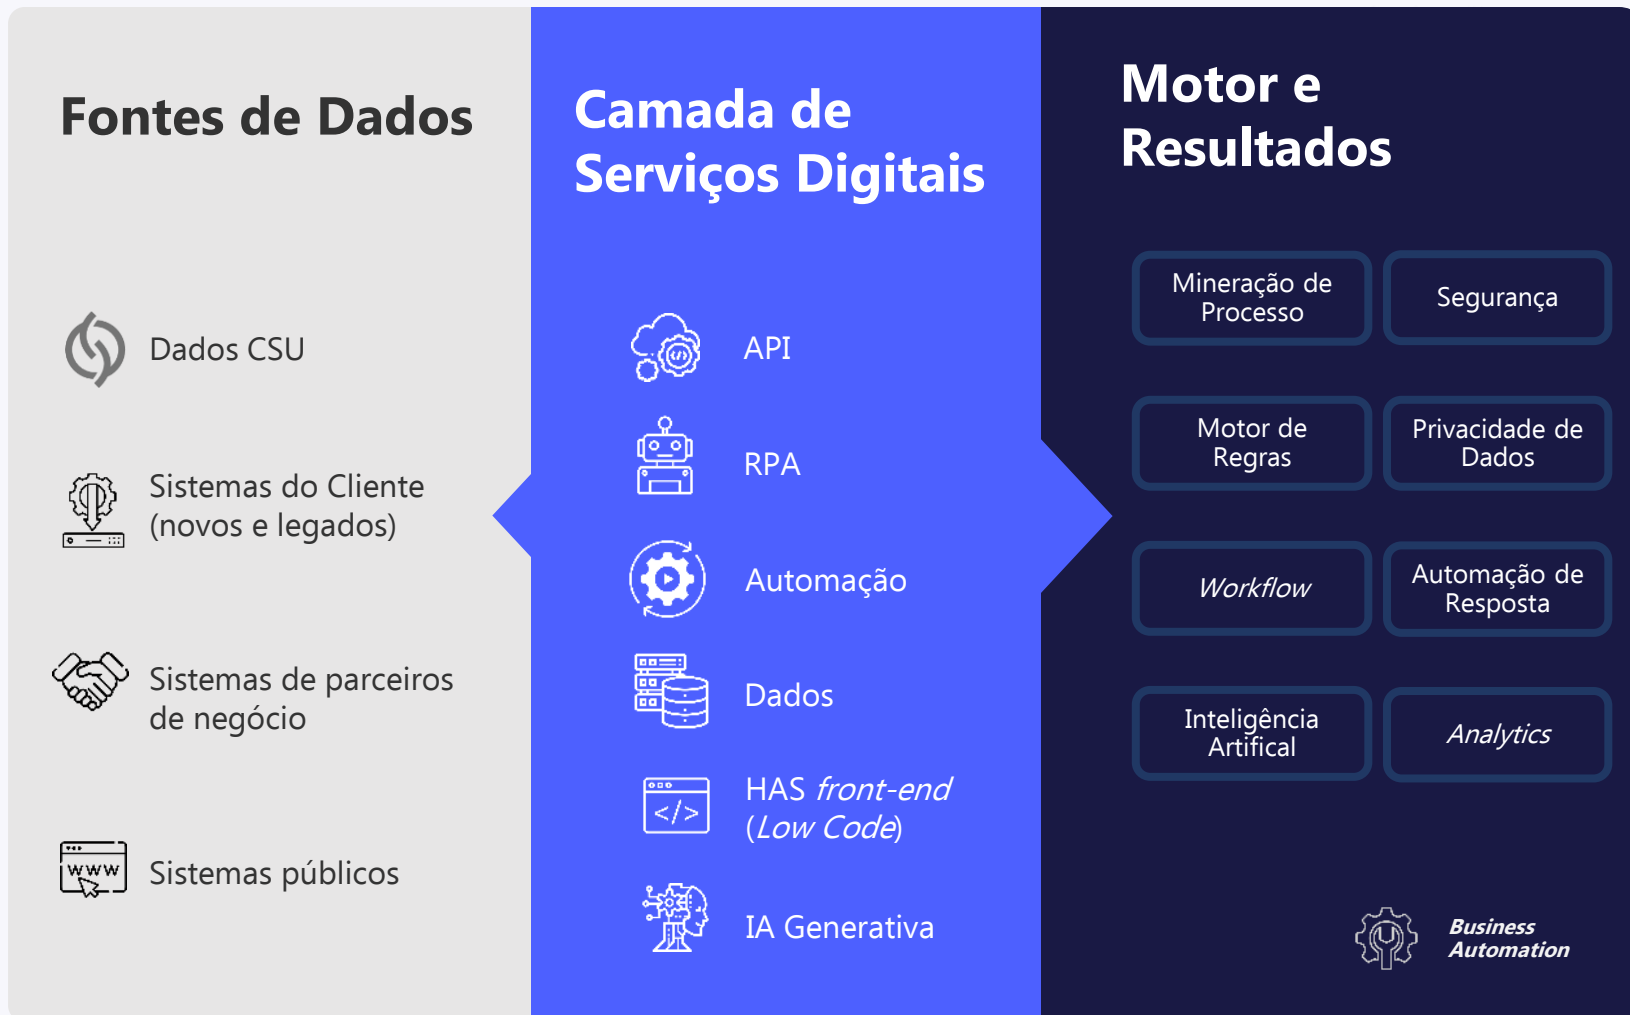 Fontes de Dados
Dados CSU
Sistemas do Cliente
(novos e legados)
Sistemas de parceiros
de negócio
www
Sistemas públicos
Camada de
Serviços Digitais
API
RPA
Automação
Dados
HAS front-end
(Low Code)
IA Generativa
Motor e
Resultados
Mineração de
Processo
Segurança
Motor de
Regras
Privacidade de
Dados
Workflow
Automação de
Resposta
Inteligência
Artifical
Analytics
Business
Automation